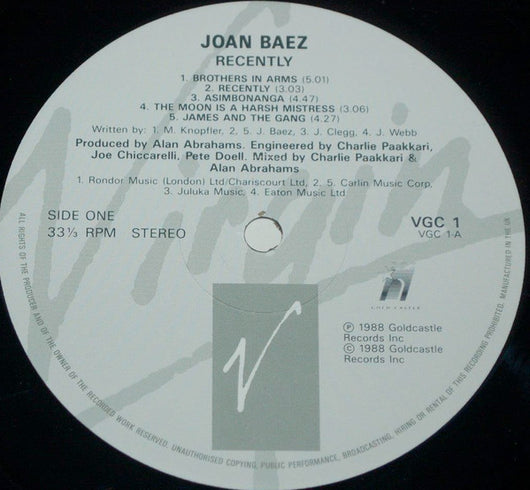 JOAN BAEZ
RECENTLY
1. BROTHERS IN ARMS (5.01)
2. RECENTLY (3.03)
3. ASIMBONANGA (4.47)
4. THE MOON IS A HARSH MISTRESS (3.06)
5. JAMES AND THE GANG (4.27)
Written by: 1. M. Knopfler, 2, 5. J. Baez, 3. J. Clegg, 4. J. Webb
Produced by Alan Abrahams. Engineered by Charlie Paakkari,
Joe Chiccarelli, Pete Doell. Mixed by Charlie Paakkari &
Alan Abrahams
1. Rondor Music (London) Ltd/Chariscourt Ltd, 2, 5. Carlin Music Corp,
3. Juluka Music, 4. Eaton Music Ltd.
SIDE ONE
33⅓ RPM STEREO
VGC 1
VGC 1-A
Virgin
GOLD CASTLE
V
℗ 1988 Goldcastle
Records Inc
© 1988 Goldcastle
Records Inc
ALL RIGHTS OF THE PRODUCER AND OF THE OWNER OF THE RECORDED WORK RESERVED. UNAUTHORISED COPYING, PUBLIC PERFORMANCE, BROADCASTING, HIRING OR RENTAL OF THIS RECORDING PROHIBITED. MANUFACTURED IN THE UK